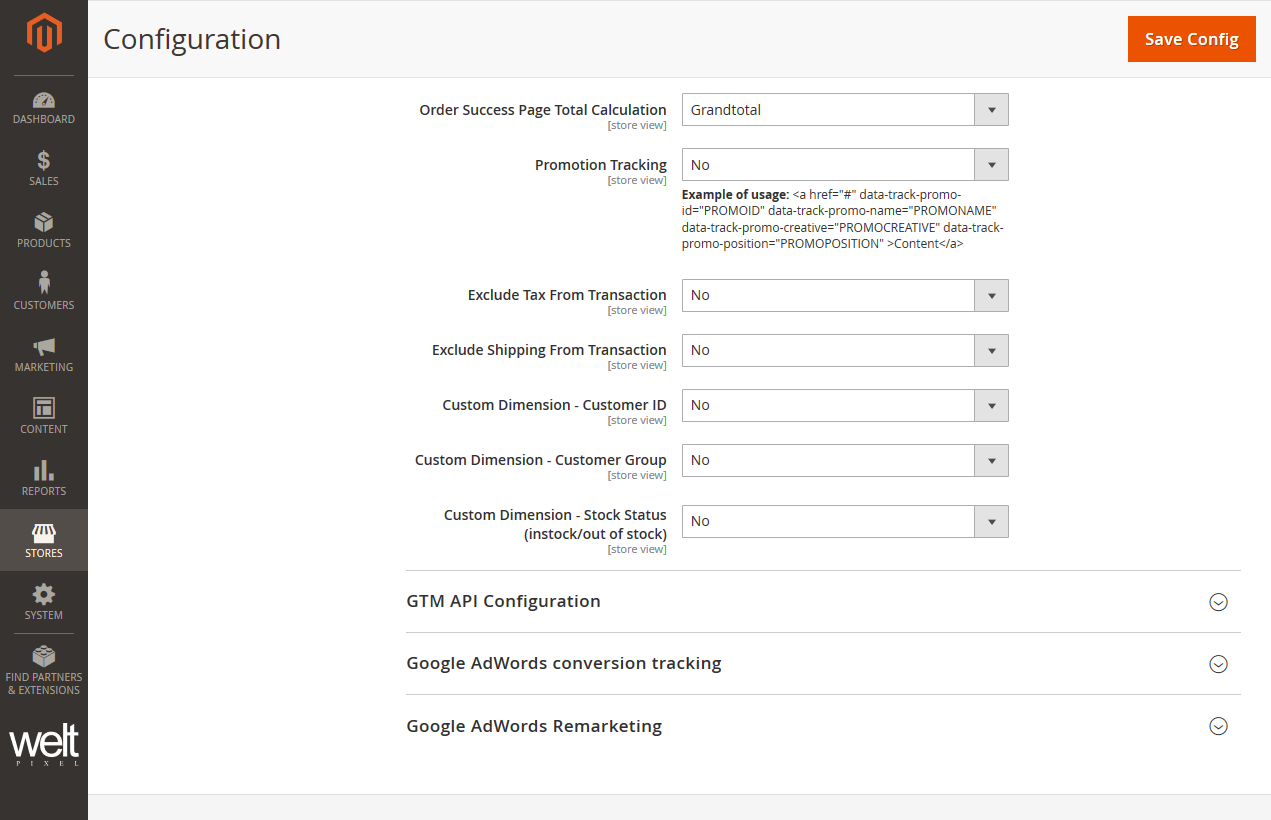 Configuration
Save Config
DASHBOARD
SALES
PRODUCTS
CUSTOMERS
MARKETING
CONTENT
REPORTS
STORES
SYSTEM
FIND PARTNERS
& EXTENSIONS
welt
PIXEL
Order Success Page Total Calculation
[store view]
Grandtotal
Promotion Tracking
[store view]
No
Example of usage: <a href="#" data-track-promo-
id="PROMOID" data-track-promo-name="PROMONAME"
data-track-promo-creative="PROMOCREATIVE" data-track-
promo-position="PROMOPOSITION" >Content</a>
Exclude Tax From Transaction
[store view]
No
Exclude Shipping From Transaction
[store view]
No
Custom Dimension - Customer ID
[store view]
No
Custom Dimension - Customer Group
[store view]
No
Custom Dimension - Stock Status
(instock/out of stock)
[store view]
No
GTM API Configuration
Google AdWords conversion tracking
Google AdWords Remarketing